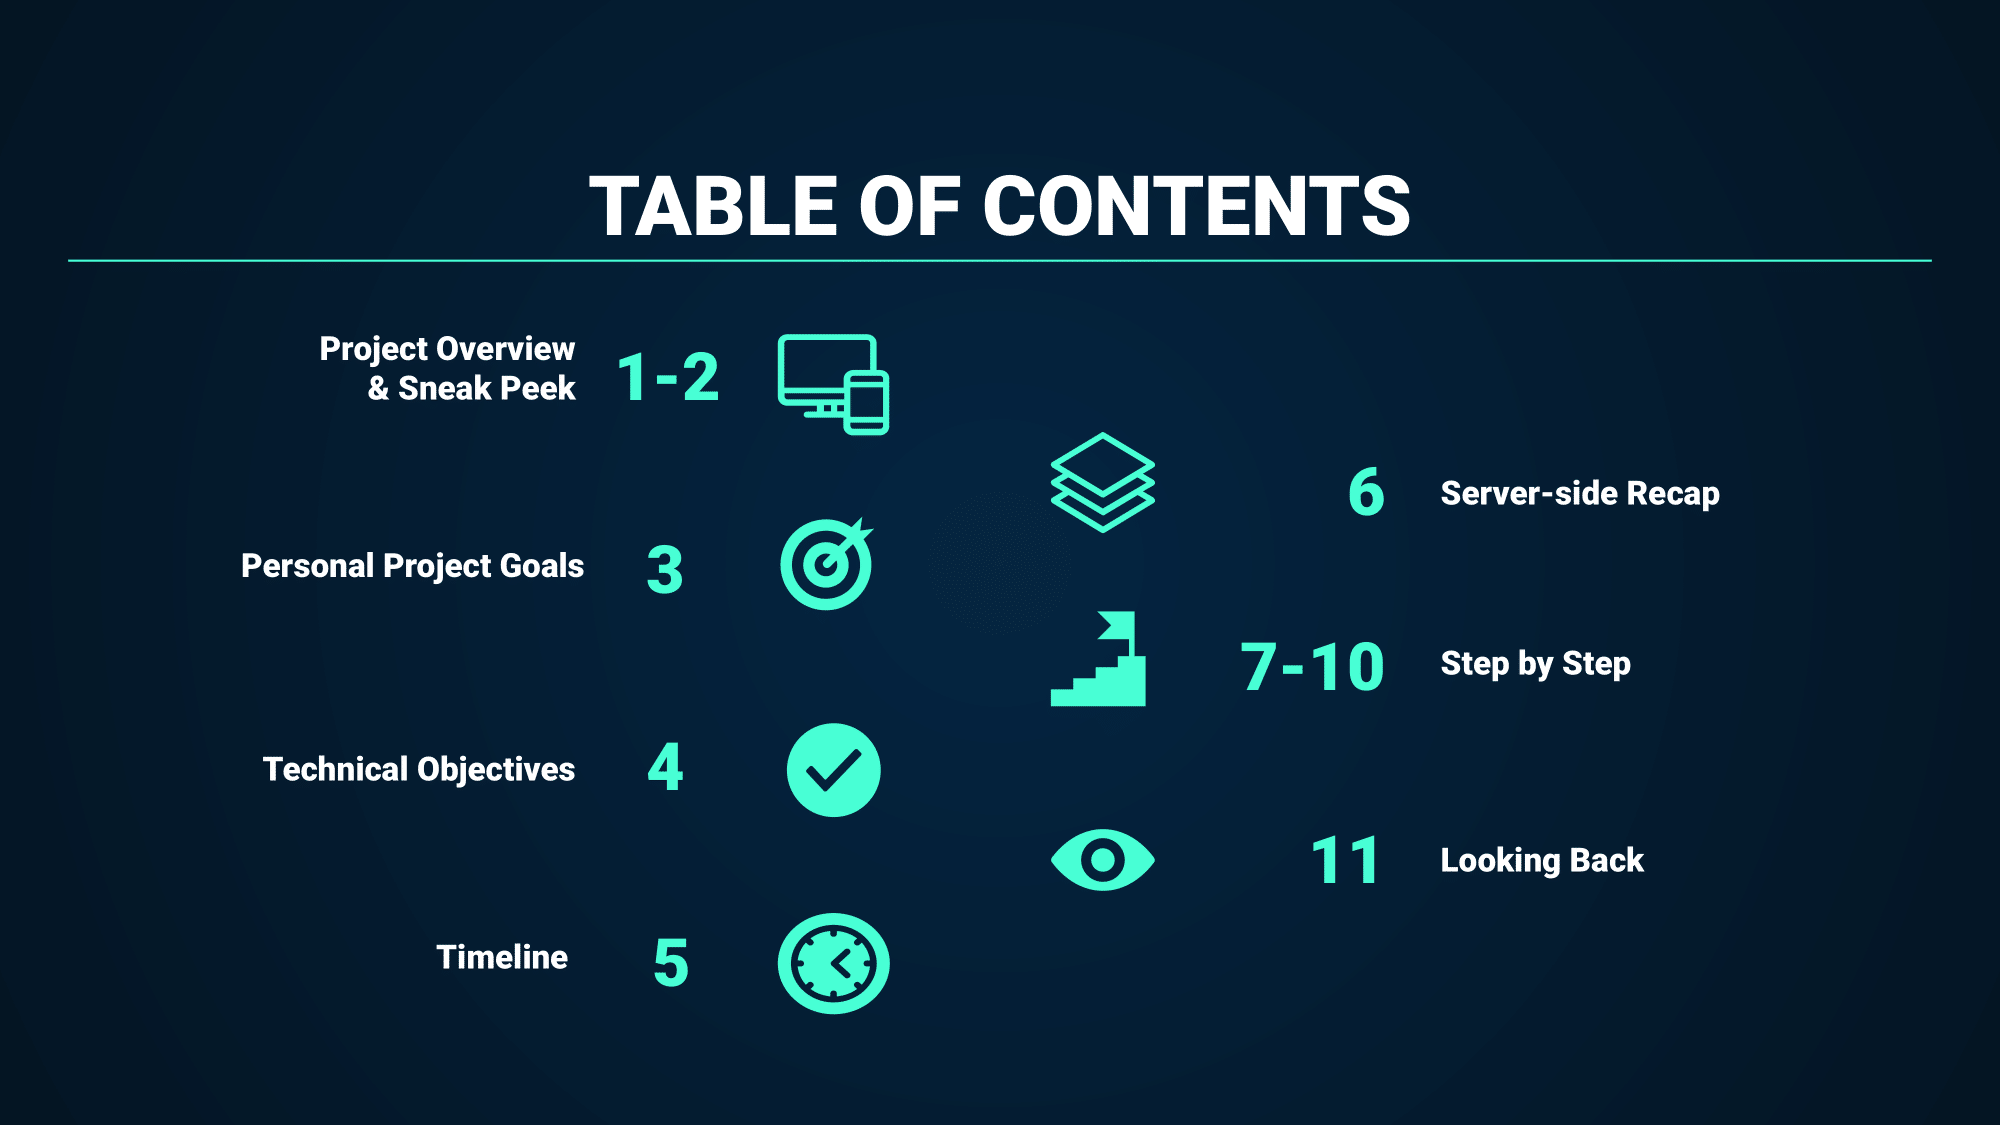 TABLE OF CONTENTS
Project Overview
& Sneak Peek
1-2
Personal Project Goals
3
Technical Objectives
4
Timeline
5
6
Server-side Recap
7-10
Step by Step
11
Looking Back